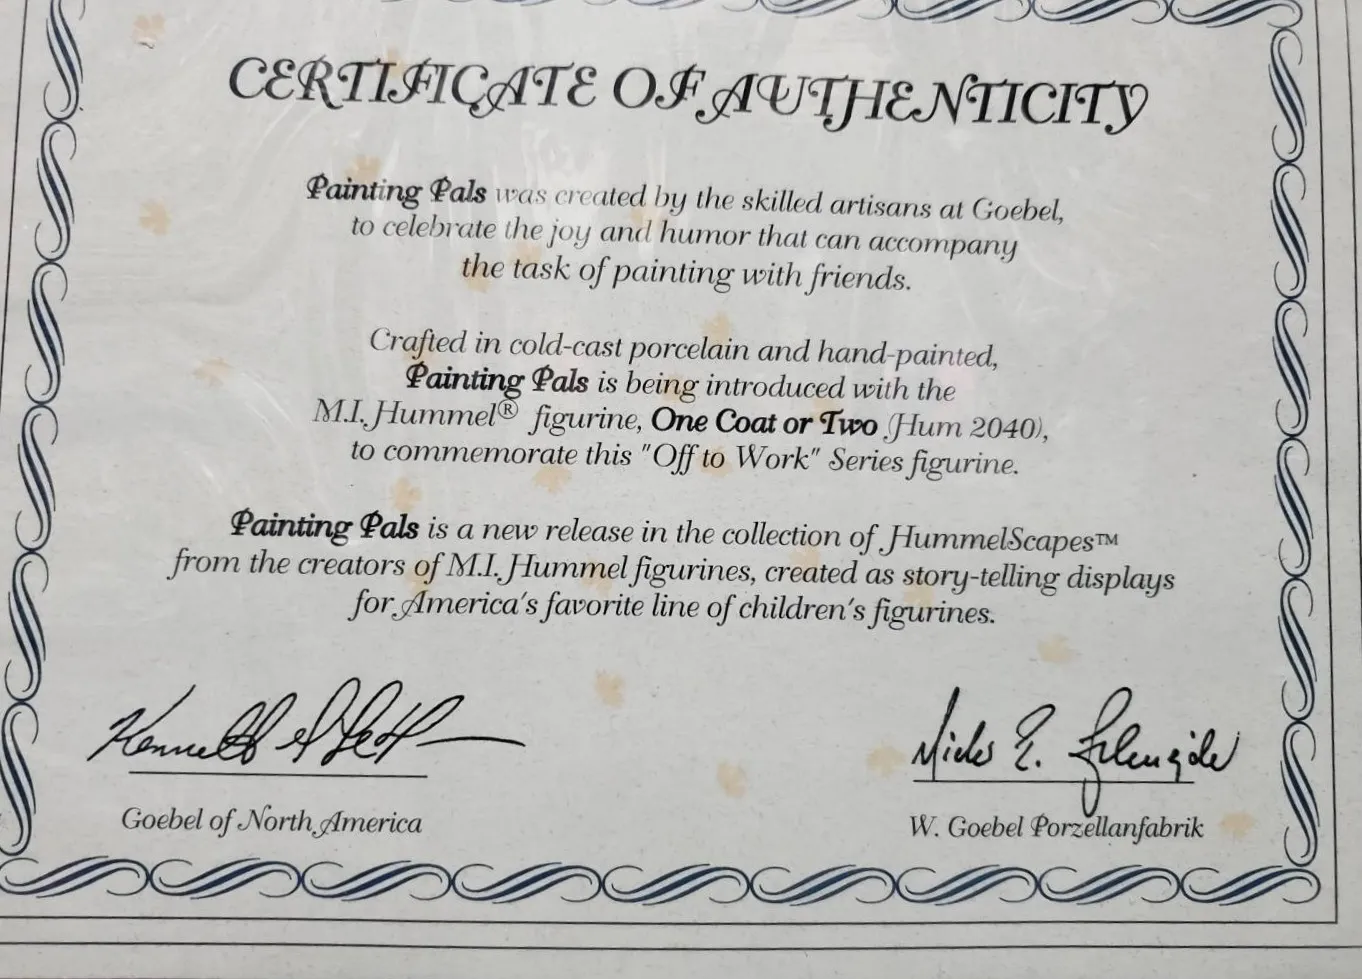 CERTIFICATE OF AUTHENTICITY
Painting Pals was created by the skilled artisans at Goebel,
to celebrate the joy and humor that can accompany
the task of painting with friends.
Crafted in cold-cast porcelain and hand-painted,
Painting Pals is being introduced with the
M.I. Hummel® figurine, One Coat or Two (Hum 2040),
to commemorate this "Off to Work" Series figurine.
Painting Pals is a new release in the collection of HummelScapes™
from the creators of M.I. Hummel figurines, created as story-telling displays
for America's favorite line of children's figurines.
Goebel of North America
W. Goebel Porzellanfabrik